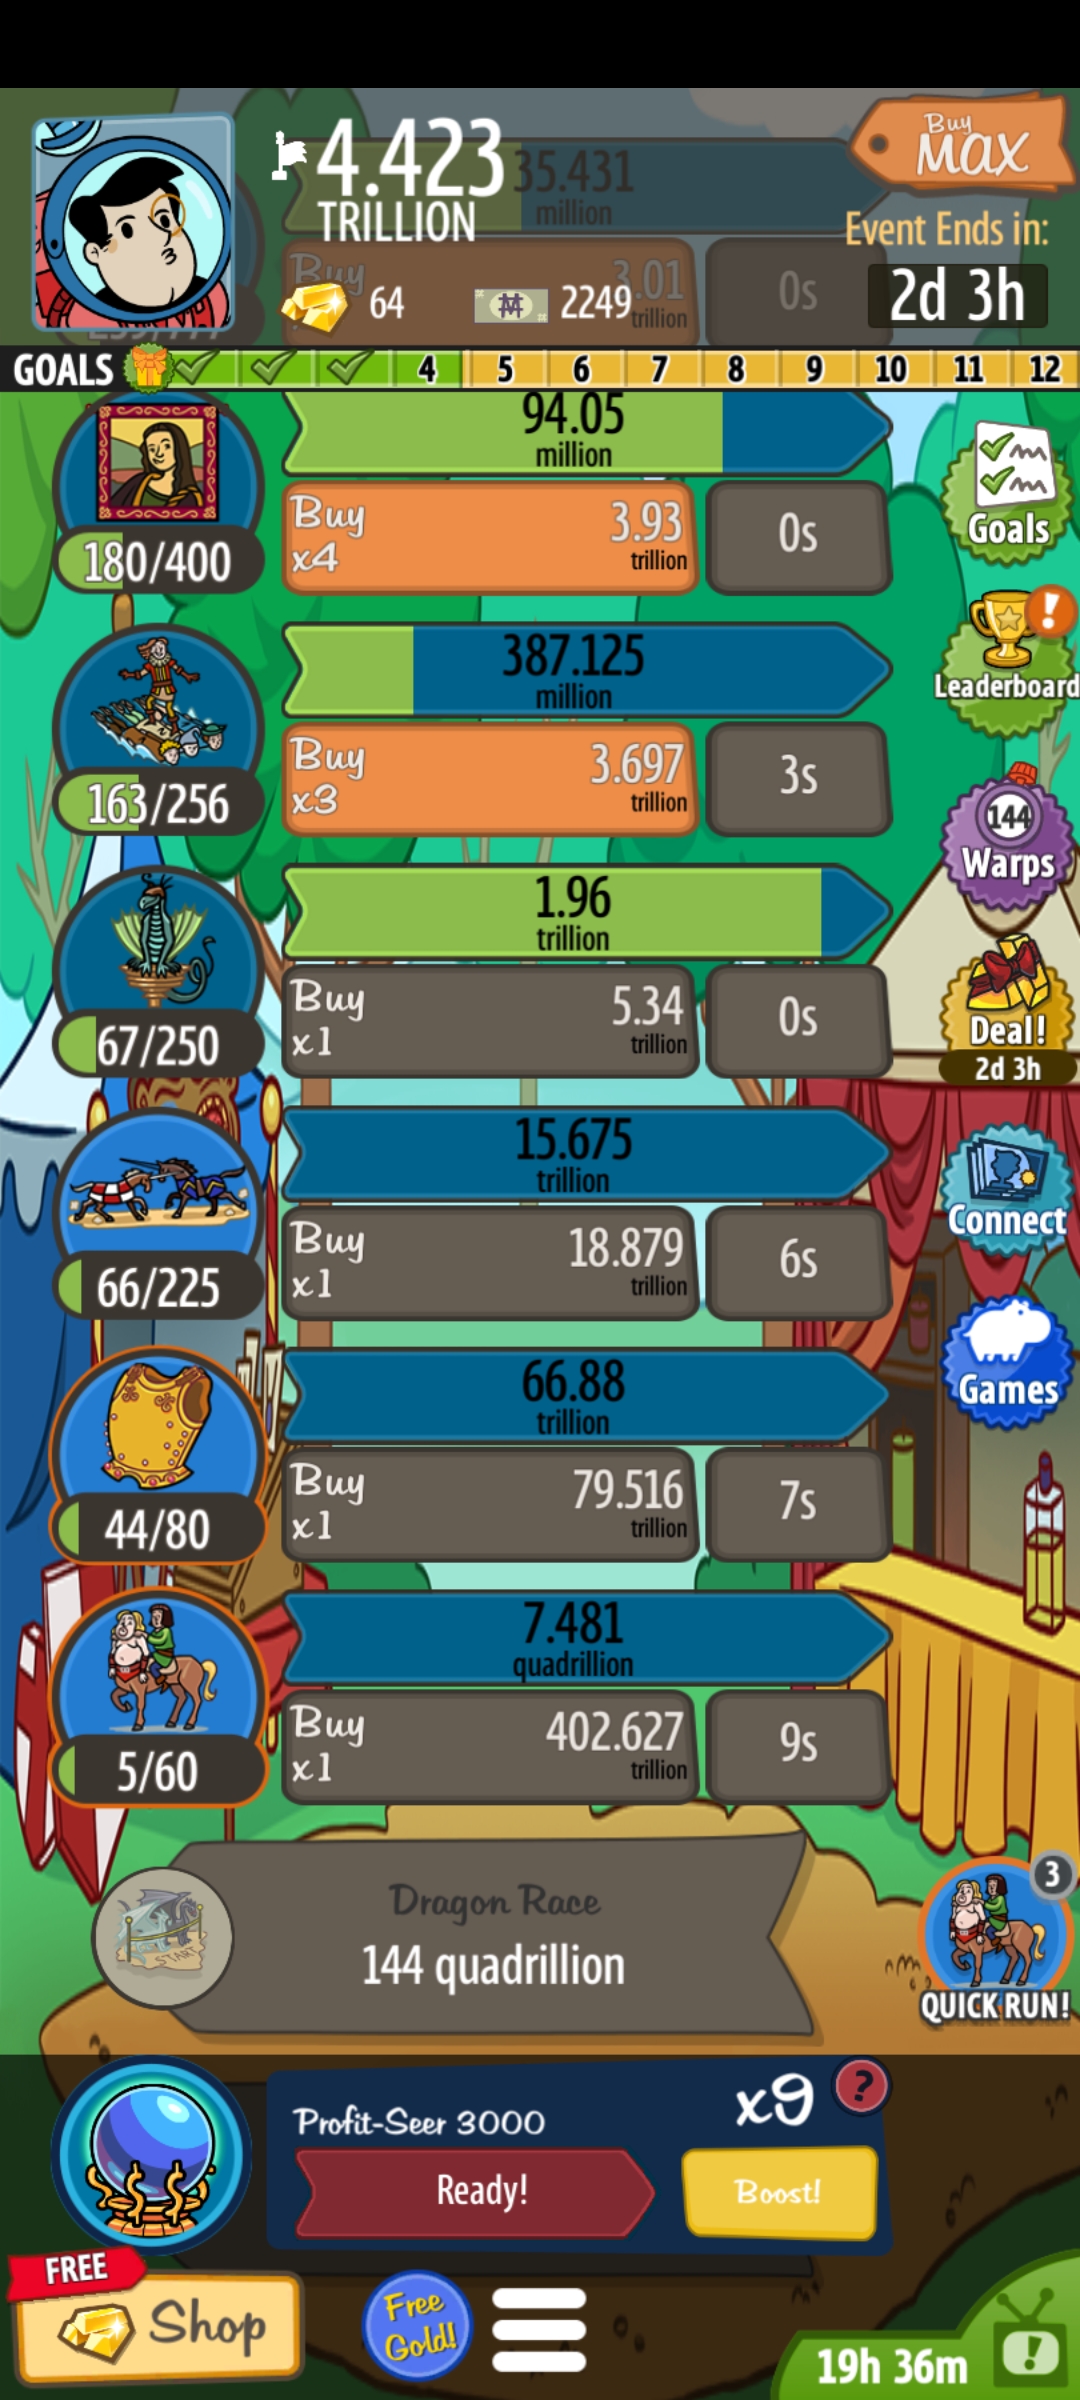 4.423
TRILLION
35.431
million
Buy
MAX
Event Ends in:
2d 3h
Buy
3.01
trillion
0s
64
2249
GOALS 4 5 6 7 8 9 10 11 12
94.05
million
180/400
Buy
x4
3.93
trillion
0s
Goals
387.125
million
163/256
Buy
x3
3.697
trillion
3s
Leaderboard
!
144
Warps
1.96
trillion
67/250
Buy
x1
5.34
trillion
0s
Deal!
2d 3h
15.675
trillion
66/225
Buy
x1
18.879
trillion
6s
Connect
66.88
trillion
44/80
Buy
x1
79.516
trillion
7s
Games
7.481
quadrillion
5/60
Buy
x1
402.627
trillion
9s
START
Dragon Race
144 quadrillion
3
QUICK RUN!
Profit-Seer 3000
x9
?
Ready!
Boost!
FREE
Shop
Free
Gold!
19h 36m
!